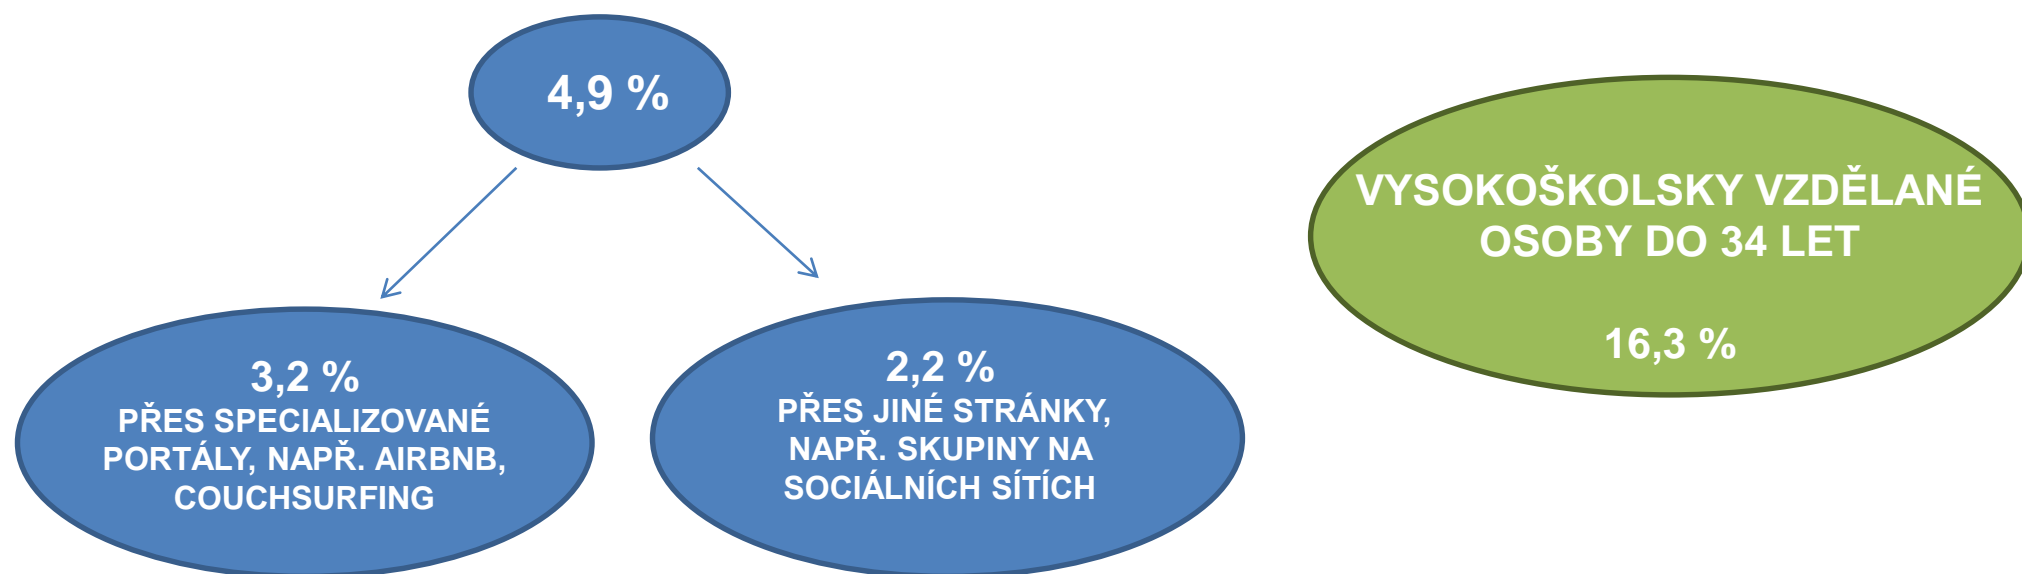 4,9 %
3,2 %
PŘES SPECIALIZOVANÉ
PORTÁLY, NAPŘ. AIRBNB,
COUCHSURFING
2,2 %
PŘES JINÉ STRÁNKY,
NAPŘ. SKUPINY NA
SOCIÁLNÍCH SÍTÍCH
VYSOKOŠKOLSKY VZDĚLANÉ
OSOBY DO 34 LET
16,3 %